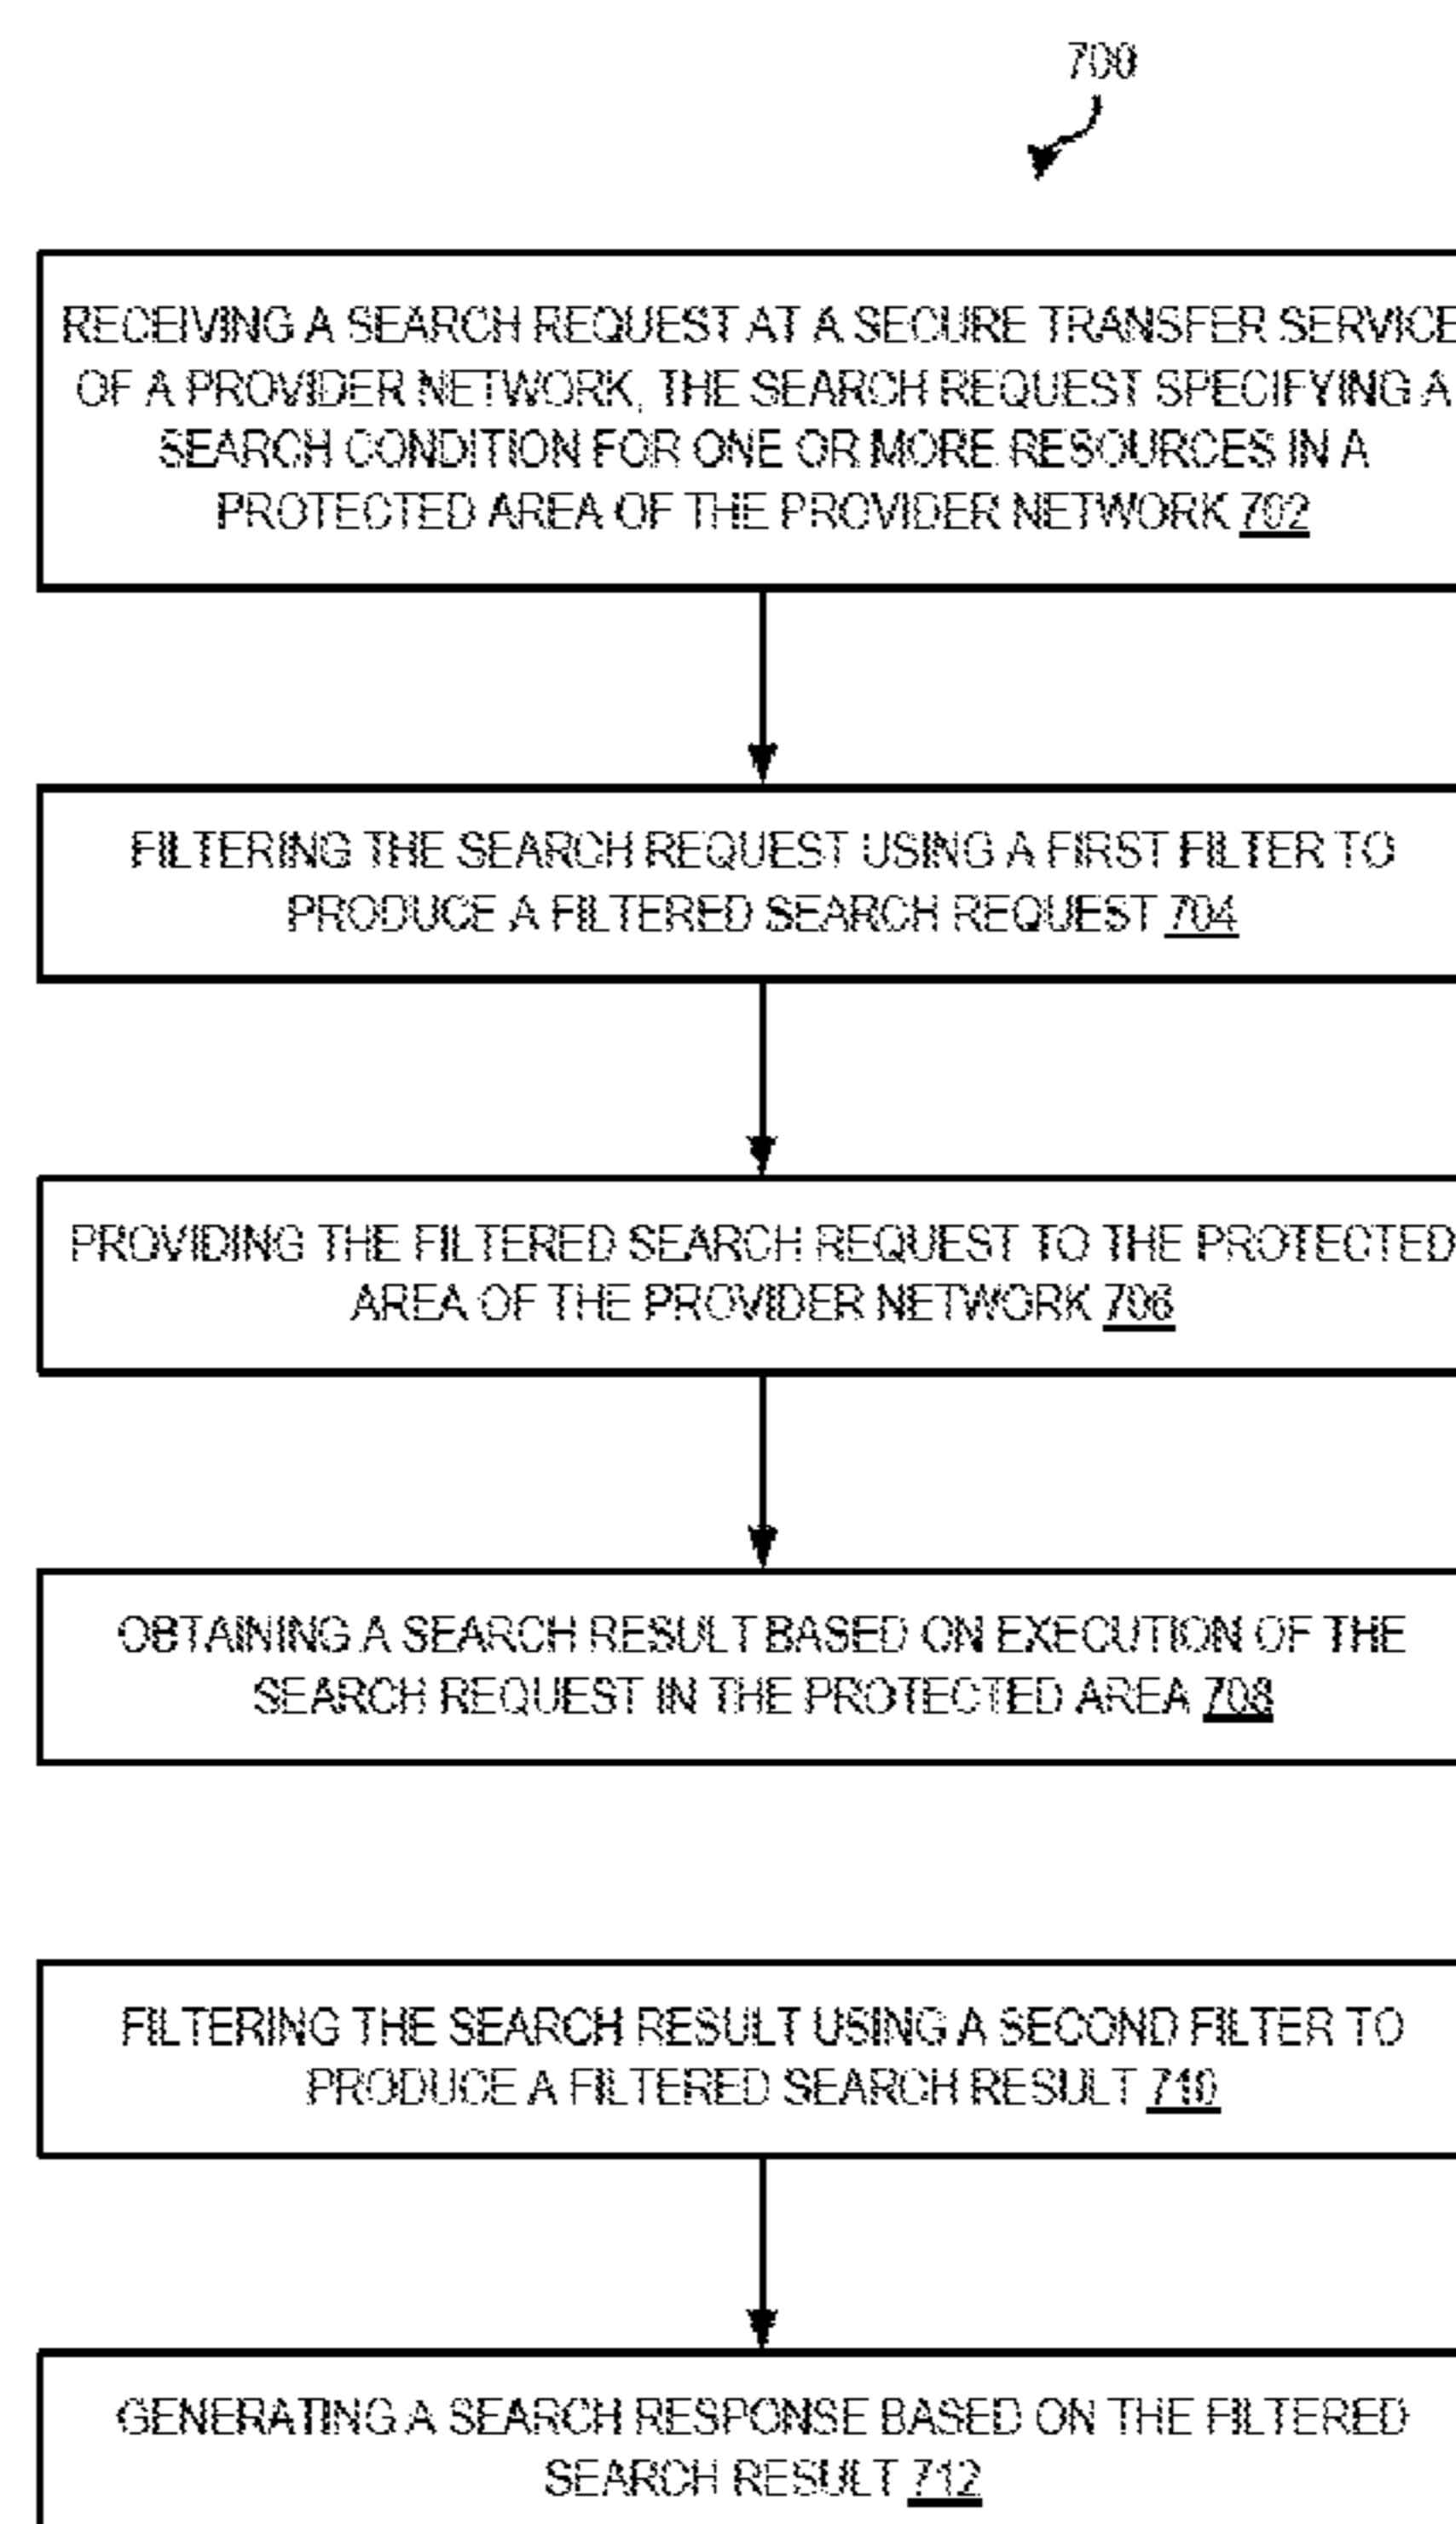 700
RECEIVING A SEARCH REQUEST AT A SECURE TRANSFER SERVICE
OF A PROVIDER NETWORK, THE SEARCH REQUEST SPECIFYING A
SEARCH CONDITION FOR ONE OR MORE RESOURCES IN A
PROTECTED AREA OF THE PROVIDER NETWORK 702
FILTERING THE SEARCH REQUEST USING A FIRST FILTER TO
PRODUCE A FILTERED SEARCH REQUEST 704
PROVIDING THE FILTERED SEARCH REQUEST TO THE PROTECTED
AREA OF THE PROVIDER NETWORK 706
OBTAINING A SEARCH RESULT BASED ON EXECUTION OF THE
SEARCH REQUEST IN THE PROTECTED AREA 708
FILTERING THE SEARCH RESULT USING A SECOND FILTER TO
PRODUCE A FILTERED SEARCH RESULT 710
GENERATING A SEARCH RESPONSE BASED ON THE FILTERED
SEARCH RESULT 712